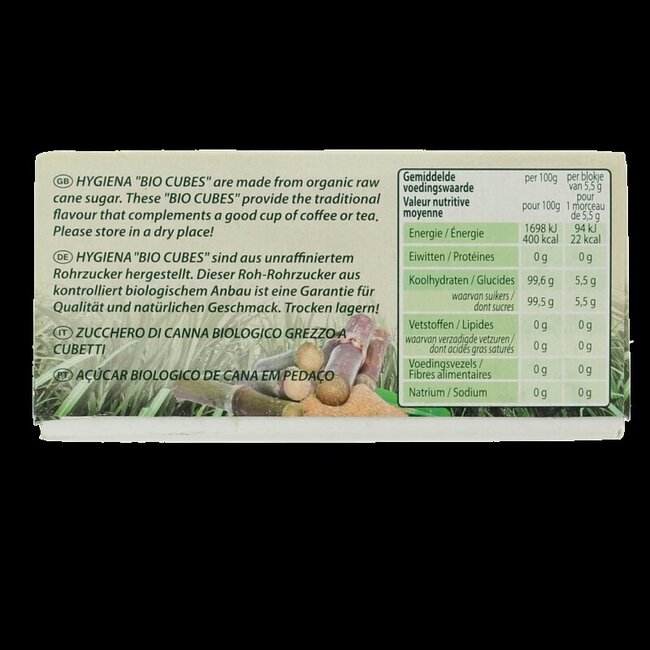 GB HYGIENA "BIO CUBES" are made from organic raw
cane sugar. These "BIO CUBES" provide the traditional
flavour that complements a good cup of coffee or tea.
Please store in a dry place!
DE HYGIENA "BIO CUBES" sind aus unraffiniertem
Rohrzucker hergestellt. Dieser Roh-Rohrzucker aus
kontrolliert biologischem Anbau ist eine Garantie für
Qualität und natürlichen Geschmack. Trocken lagern!
IT ZUCCHERO DI CANNA BIOLOGICO GREZZO A
CUBETTI
PT AÇÚCAR BIOLOGICO DE CANA EM PEDAÇO
Gemiddelde
voedingswaarde
Valeur nutritive
moyenne
per 100g
pour 100g
per blokje
van 5,5 g
pour
1 morceau
de 5,5 g
Energie / Énergie 1698 kJ 94 kJ
400 kcal 22 kcal
Eiwitten / Protéines 0 g 0 g
Koolhydraten / Glucides 99,6 g 5,5 g
waarvan suikers /
dont sucres 99,5 g 5,5 g
Vetstoffen / Lipides 0 g 0 g
waarvan verzadigde vetzuren /
dont acides gras saturés 0 g 0 g
Voedingsvezels /
Fibres alimentaires 0 g 0 g
Natrium / Sodium 0 g 0 g